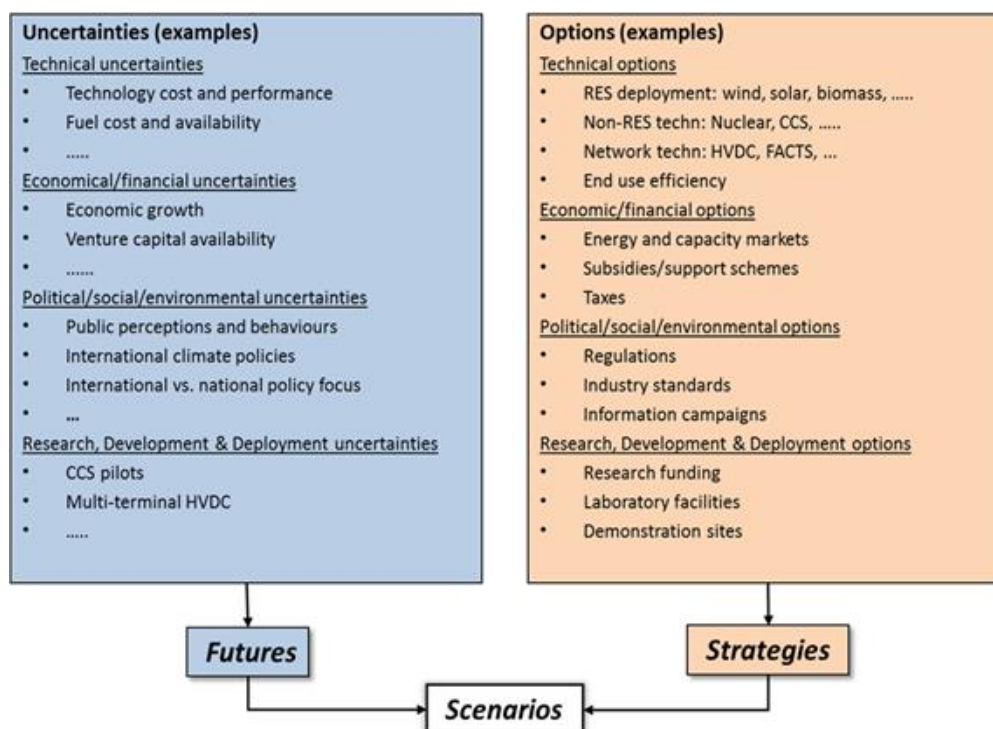 Uncertainties (examples)
Technical uncertainties
• Technology cost and performance
• Fuel cost and availability
• .....
Economical/financial uncertainties
• Economic growth
• Venture capital availability
• ......
Political/social/environmental uncertainties
• Public perceptions and behaviours
• International climate policies
• International vs. national policy focus
• ...
Research, Development & Deployment uncertainties
• CCS pilots
• Multi-terminal HVDC
• .....
Options (examples)
Technical options
• RES deployment: wind, solar, biomass, .....
• Non-RES techn: Nuclear, CCS, .....
• Network techn: HVDC, FACTS, ...
• End use efficiency
Economic/financial options
• Energy and capacity markets
• Subsidies/support schemes
• Taxes
Political/social/environmental options
• Regulations
• Industry standards
• Information campaigns
Research, Development & Deployment options
• Research funding
• Laboratory facilities
• Demonstration sites
Futures
Strategies
Scenarios